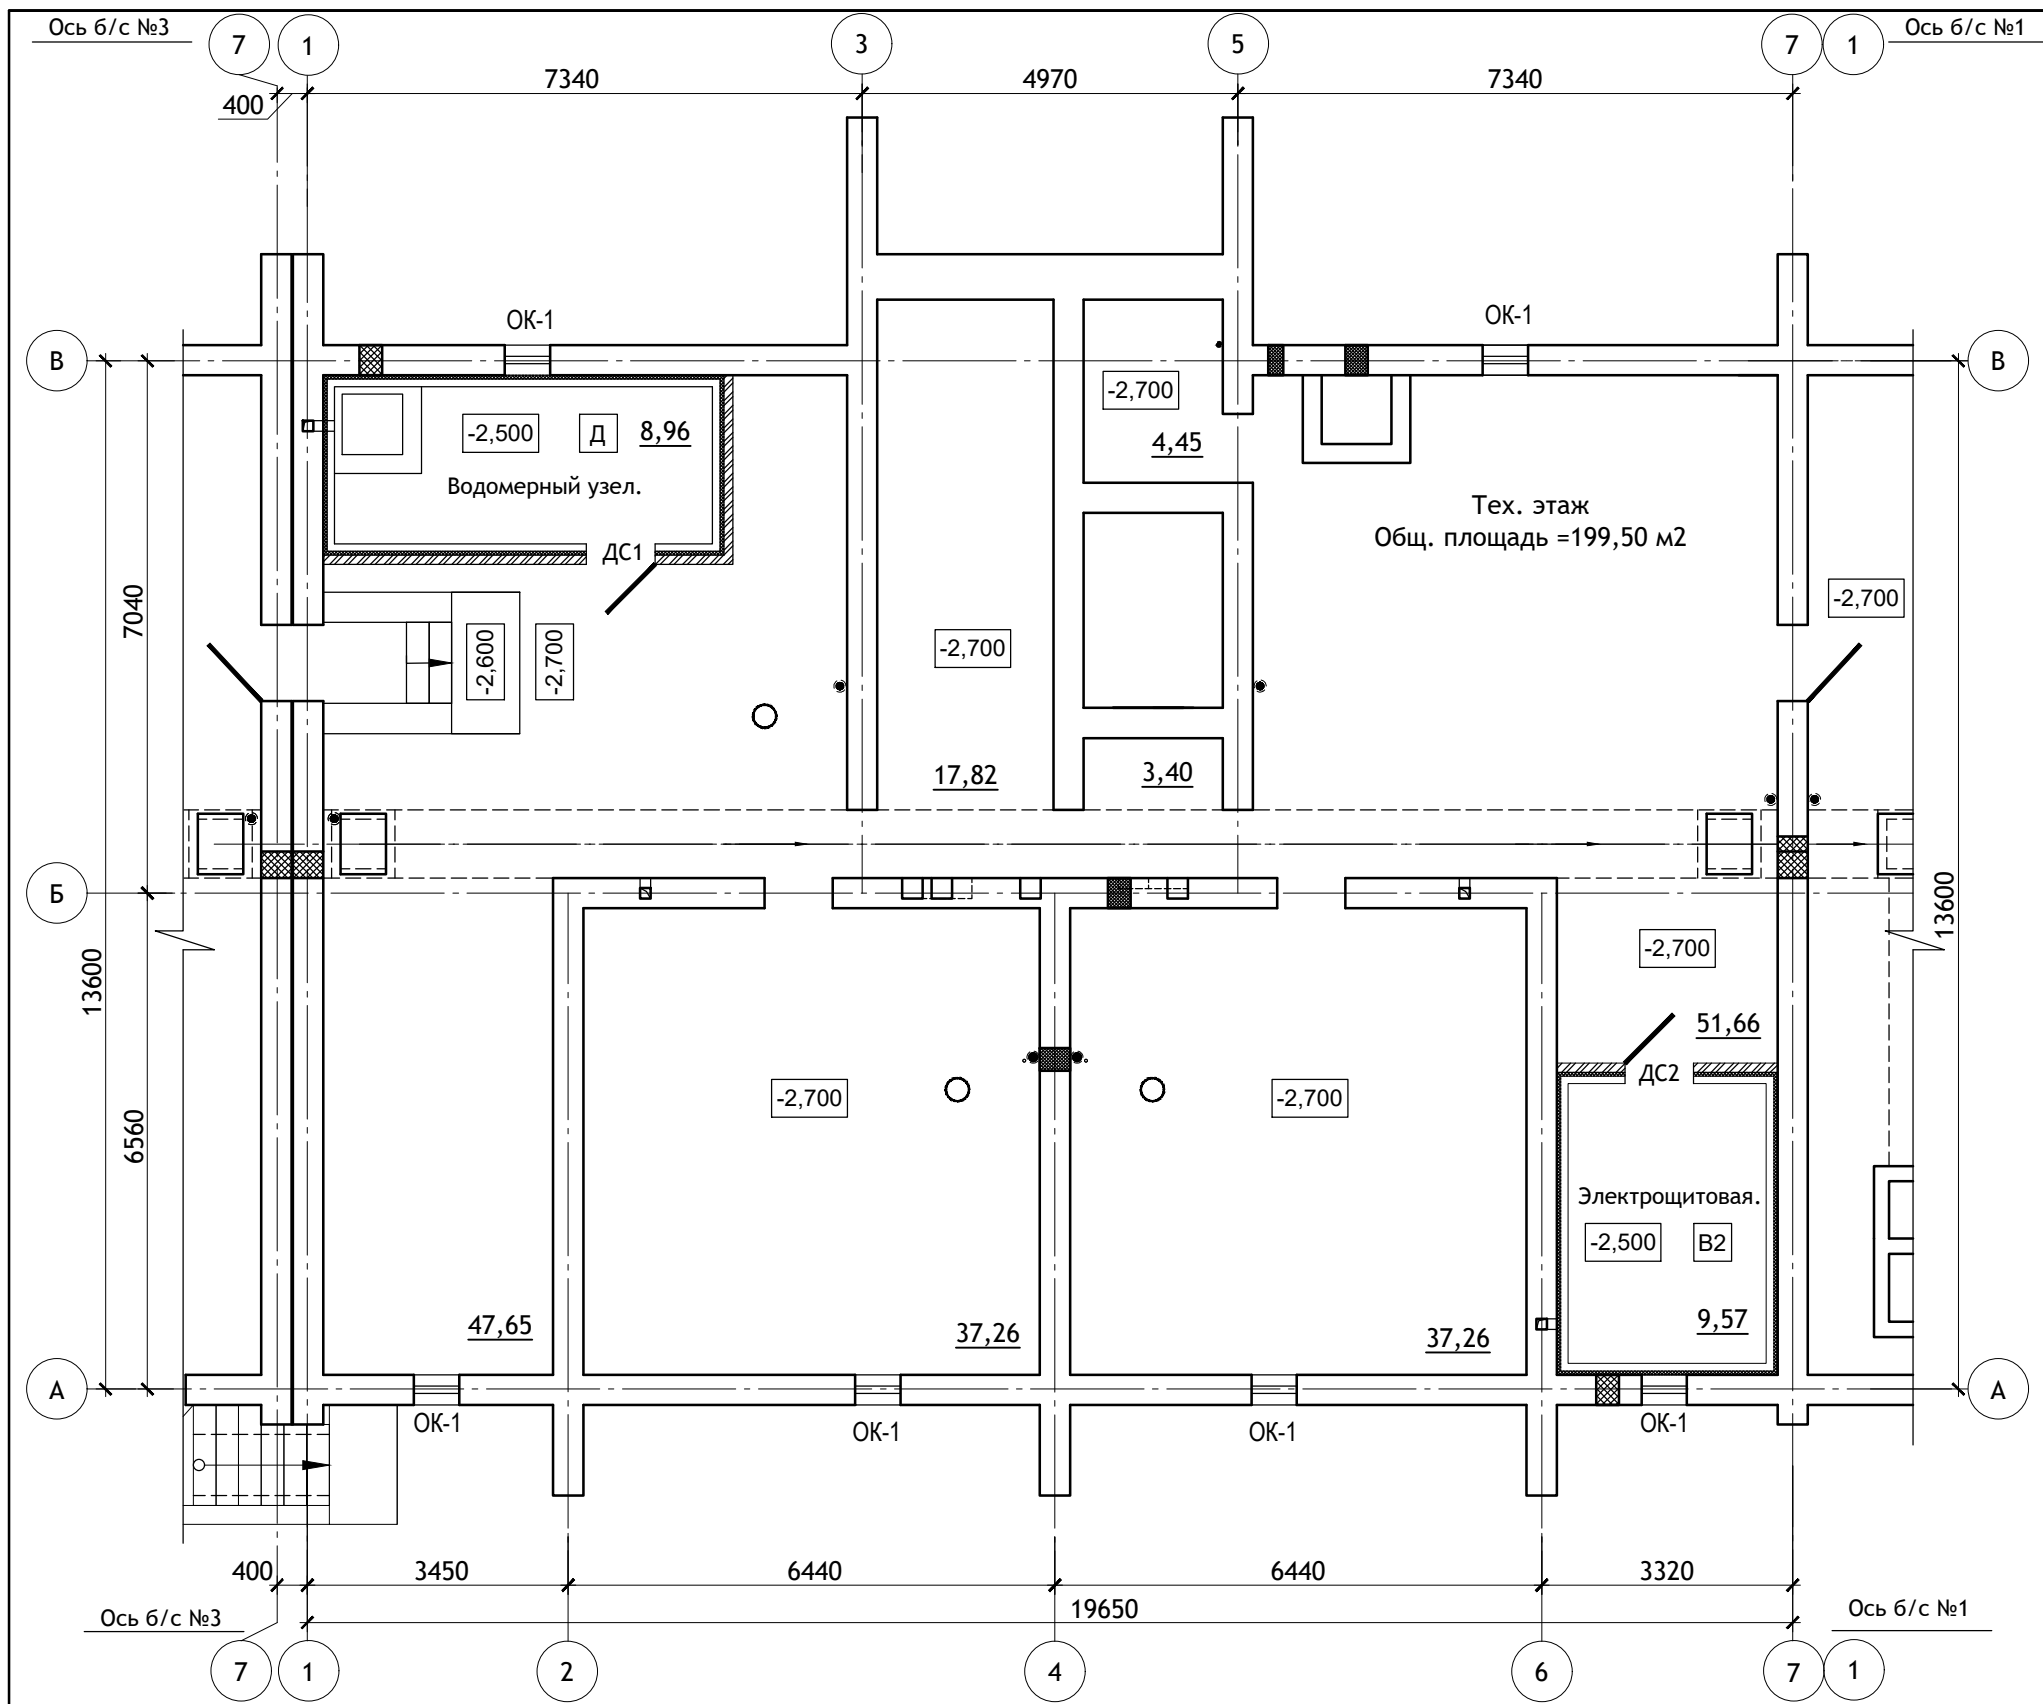 Ось б/с №3
7
1
3
5
7
1
Ось б/с №1
7340
4970
7340
400
ОК-1
ОК-1
В
В
-2,500
Д
8,96
-2,700
4,45
Водомерный узел.
Тех. этаж
Общ. площадь =199,50 м2
ДС1
7040
-2,600
-2,700
-2,700
-2,700
17,82
3,40
Б
13600
13600
-2,700
51,66
ДС2
6560
-2,700
-2,700
Электрощитовая.
-2,500
В2
47,65
37,26
37,26
9,57
А
А
ОК-1
ОК-1
ОК-1
ОК-1
400
3450
6440
6440
3320
19650
Ось б/с №3
Ось б/с №1
7
1
2
4
6
7
1